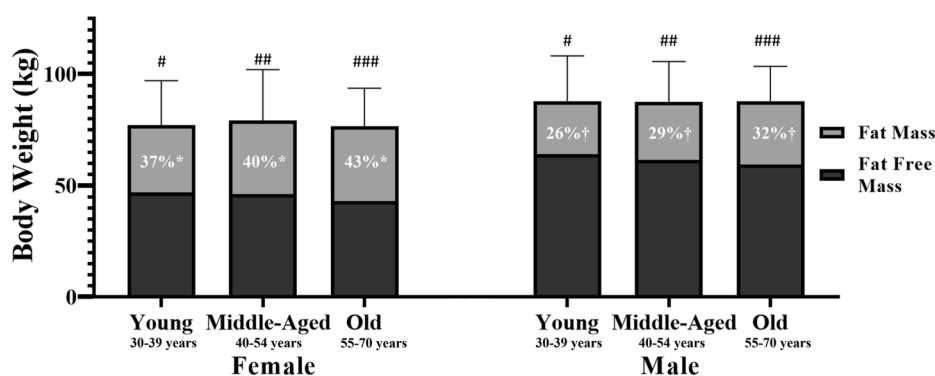 Body Weight (kg)
100
50
0
# ## ###
37%* 40%* 43%*
# ## ###
26%† 29%† 32%†
Fat Mass
Fat Free
Mass
Young Middle-Aged Old
30-39 years 40-54 years 55-70 years
Female
Young Middle-Aged Old
30-39 years 40-54 years 55-70 years
Male